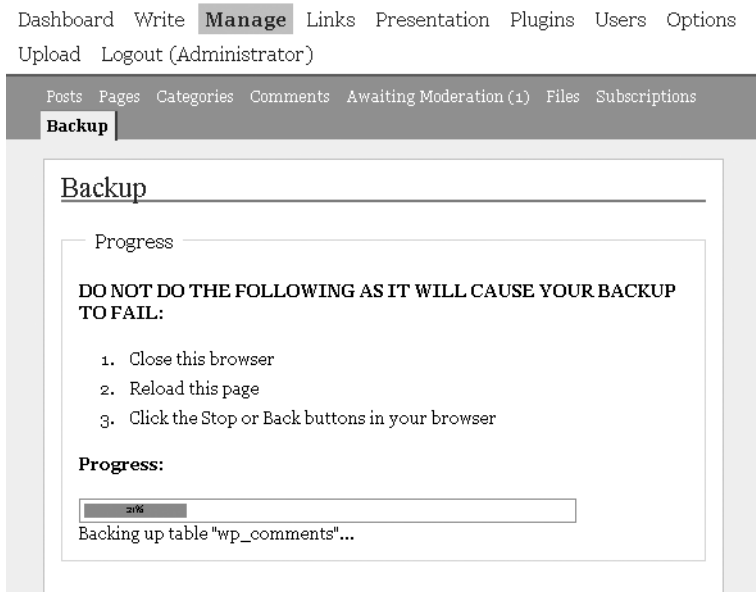 Dashboard Write Manage Links Presentation Plugins Users Options
Upload Logout (Administrator)
Posts Pages Categories Comments Awaiting Moderation (1) Files Subscriptions
Backup
Backup
Progress
DO NOT DO THE FOLLOWING AS IT WILL CAUSE YOUR BACKUP
TO FAIL:
1. Close this browser
2. Reload this page
3. Click the Stop or Back buttons in your browser
Progress:
21%
Backing up table "wp_comments"...